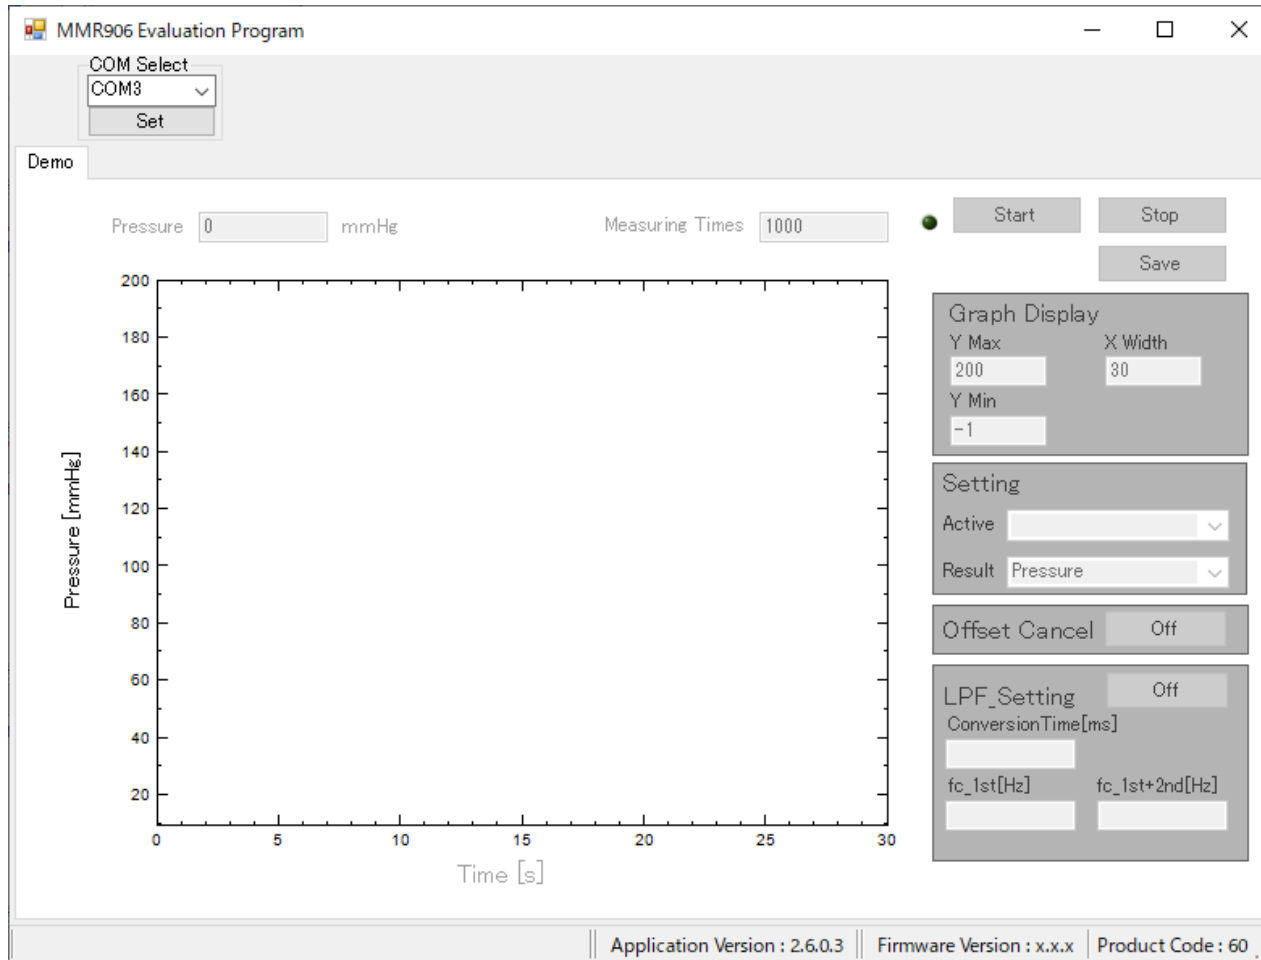 MMR906 Evaluation Program
COM Select
COM3
Set
Demo
Pressure 0 mmHg Measuring Times 1000 Start Stop
Save
200
180
160
140
120
100
80
60
40
20
Pressure [mmHg]
0 5 10 15 20 25 30
Time [s]
Graph Display
Y Max X Width
200 30
Y Min
-1
Setting
Active
Result Pressure
Offset Cancel Off
LPF_Setting Off
ConversionTime[ms]
fc_1st[Hz] fc_1st+2nd[Hz]
Application Version : 2.6.0.3 Firmware Version : x.x.x Product Code : 60